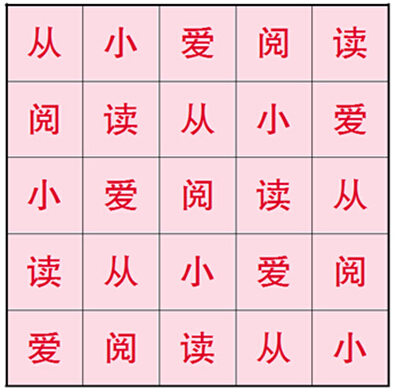 从 小 爱 阅 读
阅 读 从 小 爱
小 爱 阅 读 从
读 从 小 爱 阅
爱 阅 读 从 小